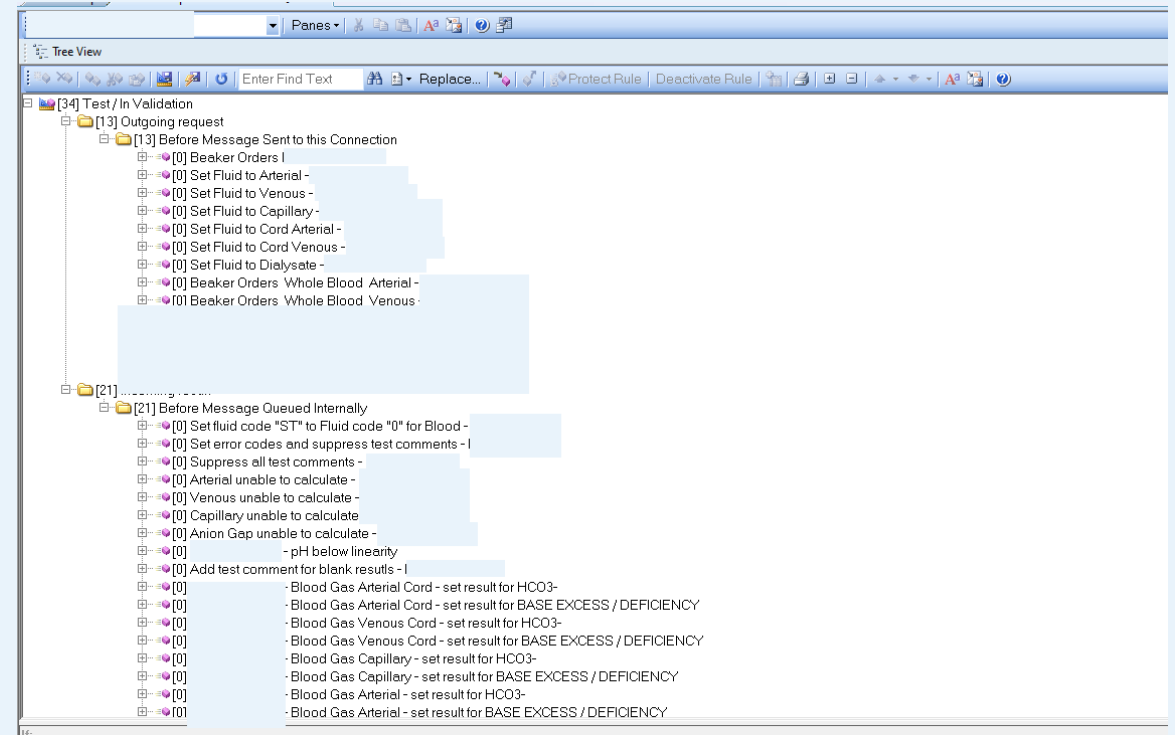 Panes
Tree View
Enter Find Text Replace... Protect Rule Deactivate Rule
[34] Test / In Validation
[13] Outgoing request
[13] Before Message Sent to this Connection
[0] Beaker Orders
[0] Set Fluid to Arterial -
[0] Set Fluid to Venous -
[0] Set Fluid to Capillary -
[0] Set Fluid to Cord Arterial -
[0] Set Fluid to Cord Venous -
[0] Set Fluid to Dialysate -
[0] Beaker Orders Whole Blood Arterial -
[0] Beaker Orders Whole Blood Venous -
[21]
[21] Before Message Queued Internally
[0] Set fluid code "ST" to Fluid code "0" for Blood -
[0] Set error codes and suppress test comments -
[0] Suppress all test comments -
[0] Arterial unable to calculate -
[0] Venous unable to calculate -
[0] Capillary unable to calculate
[0] Anion Gap unable to calculate -
[0] - pH below linearity
[0] Add test comment for blank resutls -
[0] - Blood Gas Arterial Cord - set result for HCO3-
[0] - Blood Gas Arterial Cord - set result for BASE EXCESS / DEFICIENCY
[0] - Blood Gas Venous Cord - set result for HCO3-
[0] - Blood Gas Venous Cord - set result for BASE EXCESS / DEFICIENCY
[0] - Blood Gas Capillary - set result for HCO3-
[0] - Blood Gas Capillary - set result for BASE EXCESS / DEFICIENCY
[0] - Blood Gas Arterial - set result for HCO3-
[0] - Blood Gas Arterial - set result for BASE EXCESS / DEFICIENCY